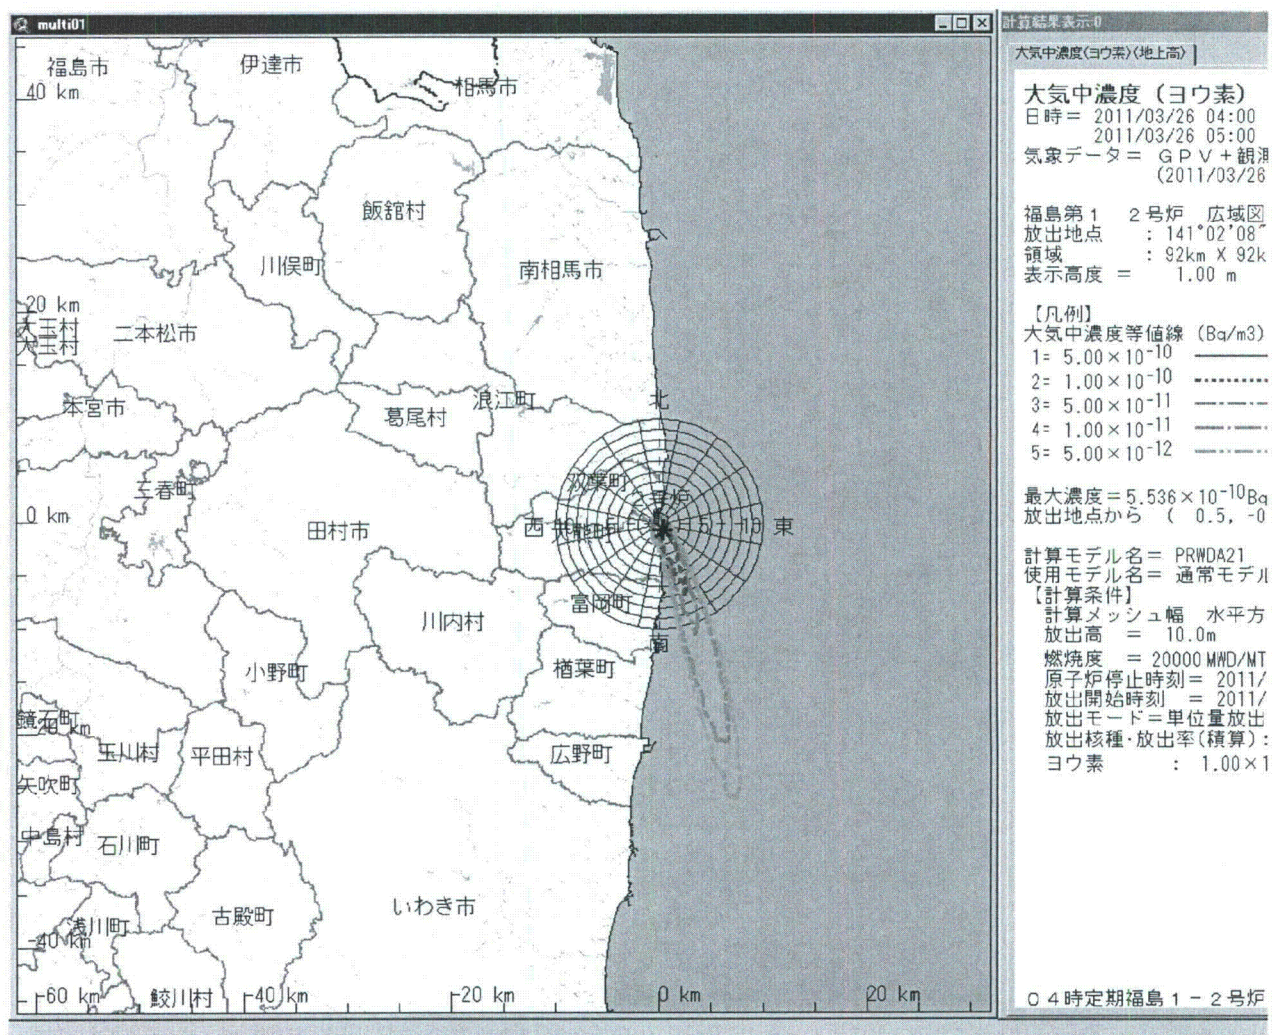 multi01
計算結果表示:0
大気中濃度(ヨウ素)(地上高)
福島市
伊達市
相馬市
40 km
飯舘村
川俣町
南相馬市
20 km
大玉村
大玉村
二本松市
本宮市
葛尾村
浪江町
北
三春町
双葉町
0 km
田村市
西
東
川内村
富岡町
南
小野町
楢葉町
鏡石町
玉川村
平田村
広野町
矢吹町
中島村
石川町
古殿町
いわき市
浅川町
-40 km
鮫川村
-60 km
-40 km
-20 km
0 km
20 km
大気中濃度(ヨウ素)
日時= 2011/03/26 04:00
2011/03/26 05:00
気象データ= GPV+観測
(2011/03/26
福島第1 2号炉 広域図
放出地点 : 141°02'08"
領域 : 92km X 92k
表示高度 = 1.00 m
【凡例】
大気中濃度等値線 (Bq/m3)
1= 5.00×10-10
2= 1.00×10-10
3= 5.00×10-11
4= 1.00×10-11
5= 5.00×10-12
最大濃度=5.536×10-10Bq
放出地点から ( 0.5, -0
計算モデル名= PRWDA21
使用モデル名= 通常モデル
【計算条件】
計算メッシュ幅 水平方
放出高 = 10.0m
燃焼度 = 20000MWD/MT
原子炉停止時刻= 2011/
放出開始時刻 = 2011/
放出モード=単位量放出
放出核種・放出率(積算):
ヨウ素 : 1.00×1
04時定期福島1-2号炉